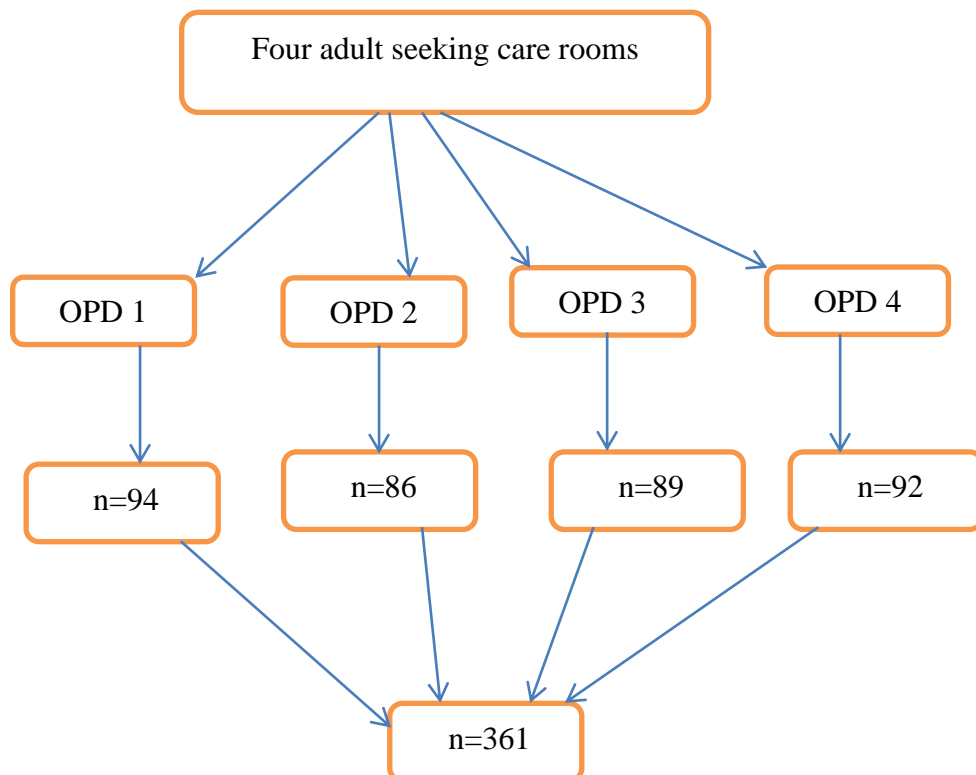 Four adult seeking care rooms
OPD 1
OPD 2
OPD 3
OPD 4
n=94
n=86
n=89
n=92
n=361